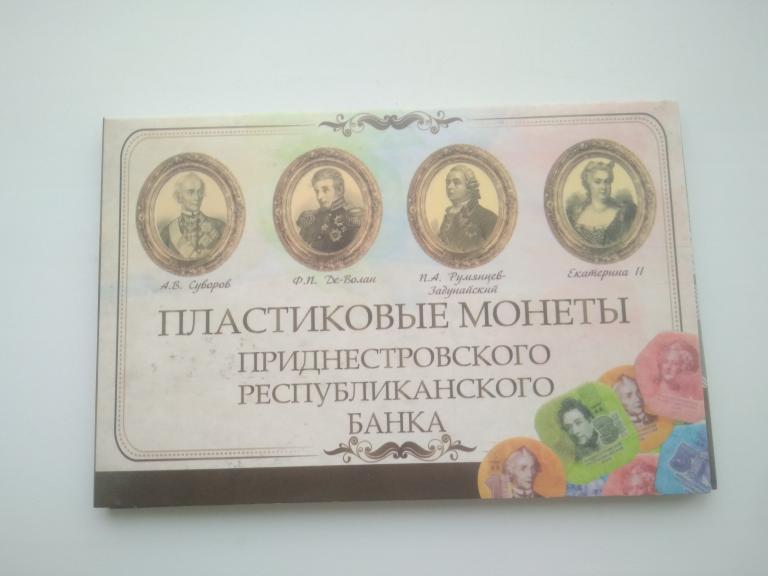 А.В. Суворов
Ф.П. Де-Волан
П.А. Румянцев-
Задунайский
Екатерина II
ПЛАСТИКОВЫЕ МОНЕТЫ
ПРИДНЕСТРОВСКОГО
РЕСПУБЛИКАНСКОГО
БАНКА